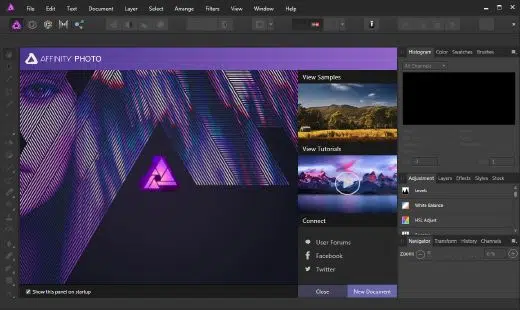 File Edit Text Document Layer Select Arrange Filters View Window Help
AFFINITY PHOTO
View Samples
View Tutorials
Connect
User Forums
Facebook
Twitter
Show this panel on startup
Close New Document
Histogram Color Swatches Brushes
All Channels
Adjustment Layers Effects Styles Stock
Levels
White Balance
HSL Adjust
Navigator Transform History Channels
Zoom: 0 %